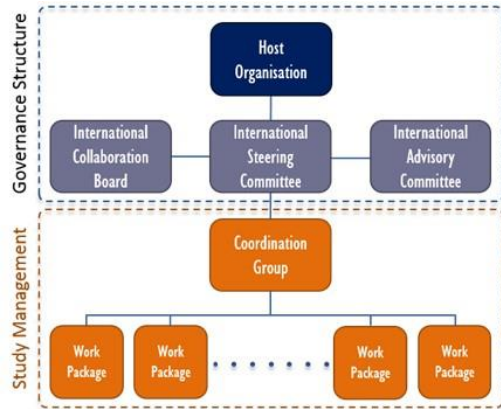 Governance Structure
Host
Organisation
International
Collaboration
Board
International
Steering
Committee
International
Advisory
Committee
Study Management
Coordination
Group
Work
Package
Work
Package
Work
Package
Work
Package